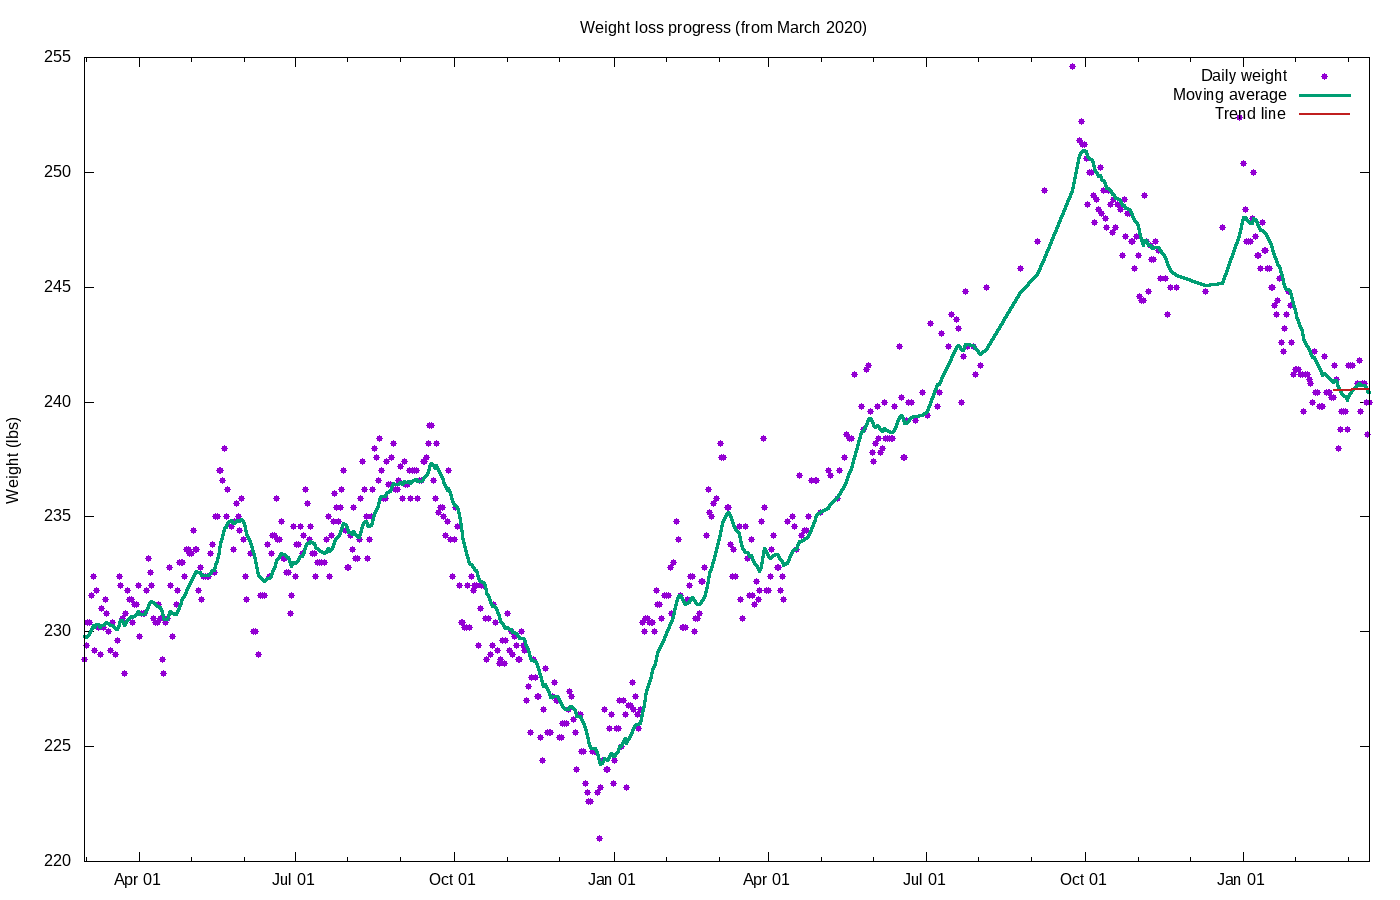 Weight loss progress (from March 2020)
255
Daily weight
Moving average
Trend line
250
245
240
Weight (lbs)
235
230
225
220
Apr 01
Jul 01
Oct 01
Jan 01
Apr 01
Jul 01
Oct 01
Jan 01